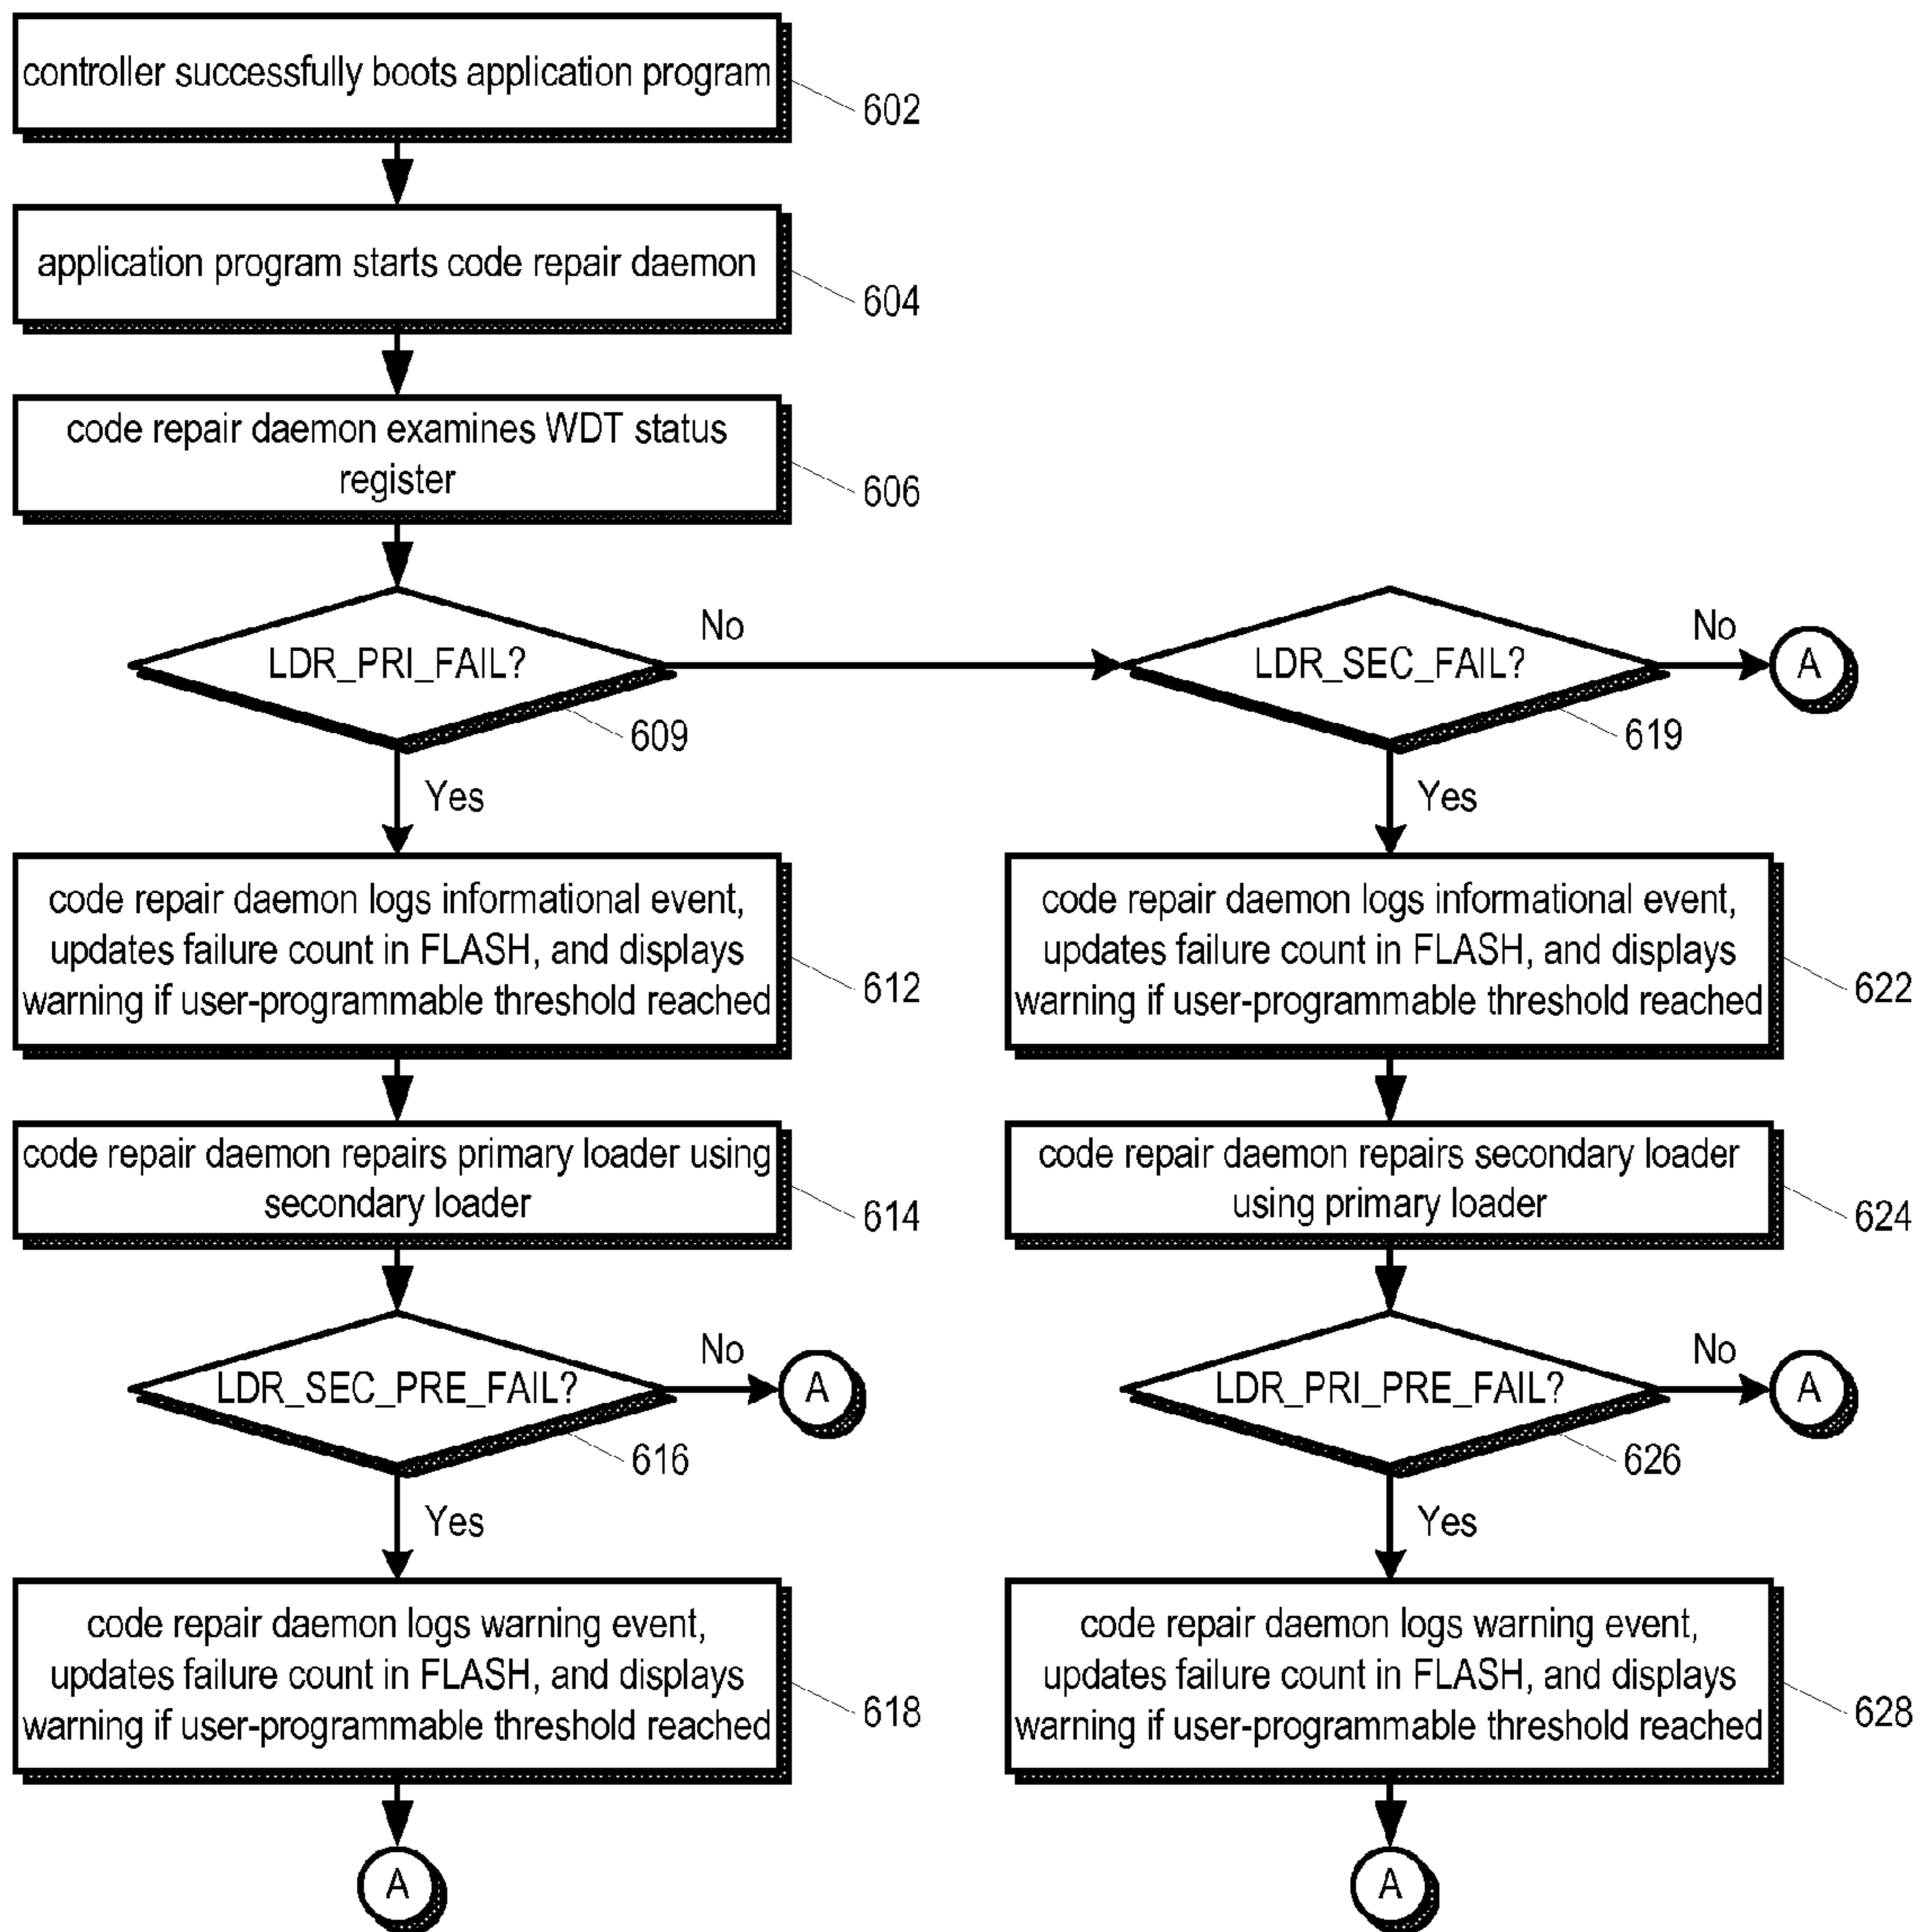 controller successfully boots application program
602
application program starts code repair daemon
604
code repair daemon examines WDT status
register
606
LDR_PRI_FAIL?
609
No
Yes
LDR_SEC_FAIL?
619
No
A
Yes
code repair daemon logs informational event,
updates failure count in FLASH, and displays
warning if user-programmable threshold reached
612
code repair daemon repairs primary loader using
secondary loader
614
LDR_SEC_PRE_FAIL?
616
No
A
Yes
code repair daemon logs warning event,
updates failure count in FLASH, and displays
warning if user-programmable threshold reached
618
A
code repair daemon logs informational event,
updates failure count in FLASH, and displays
warning if user-programmable threshold reached
622
code repair daemon repairs secondary loader
using primary loader
624
LDR_PRI_PRE_FAIL?
626
No
A
Yes
code repair daemon logs warning event,
updates failure count in FLASH, and displays
warning if user-programmable threshold reached
628
A